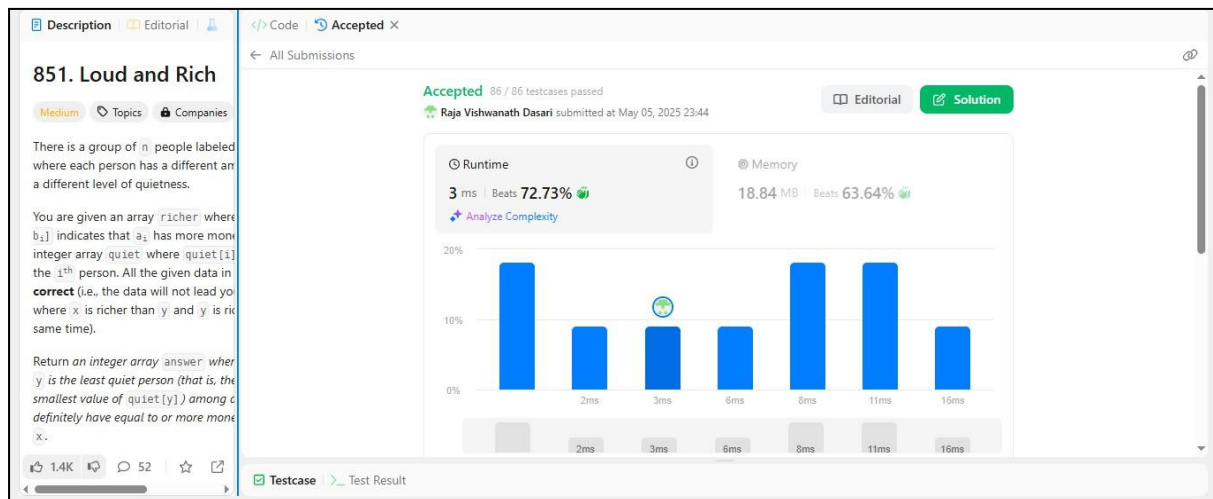 Description | Editorial
</> Code | Accepted ×
← All Submissions
851. Loud and Rich
Medium Topics Companies
There is a group of n people labeled
where each person has a different am
a different level of quietness.
You are given an array richer where
bi] indicates that ai has more mone
integer array quiet where quiet[i]
the ith person. All the given data in
correct (i.e., the data will not lead you
where x is richer than y and y is ric
same time).
Return an integer array answer wher
y is the least quiet person (that is, the
smallest value of quiet[y]) among a
definitely have equal to or more mone
x.
1.4K 52
Accepted 86 / 86 testcases passed
Raja Vishwanath Dasari submitted at May 05, 2025 23:44
Editorial Solution
Runtime
3 ms | Beats 72.73%
Analyze Complexity
Memory
18.84 MB | Beats 63.64%
20%
10%
0%
2ms 3ms 6ms 8ms 11ms 16ms
2ms 3ms 6ms 8ms 11ms 16ms
Testcase | >_ Test Result